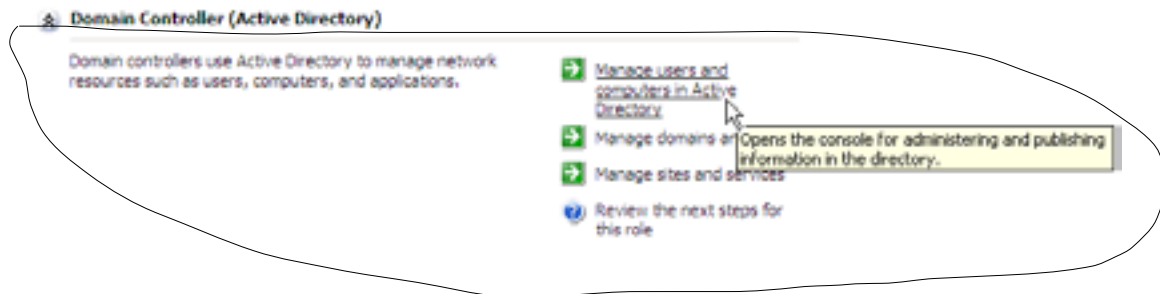 Domain Controller (Active Directory)
Domain controllers use Active Directory to manage network
resources such as users, computers, and applications.
Manage users and
computers in Active
Directory
Manage domains
Opens the console for administering and publishing
information in the directory.
Manage sites and services
Review the next steps for
this role